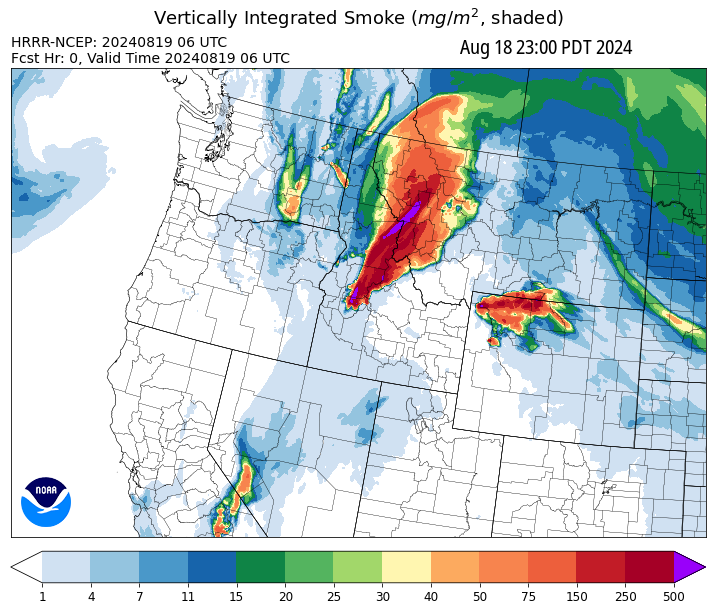 Vertically Integrated Smoke (mg/m², shaded)
HRRR-NCEP: 20240819 06 UTC
Fcst Hr: 0, Valid Time 20240819 06 UTC
Aug 18 23:00 PDT 2024
NOAA
1 4 7 11 15 20 25 30 40 50 75 150 250 500